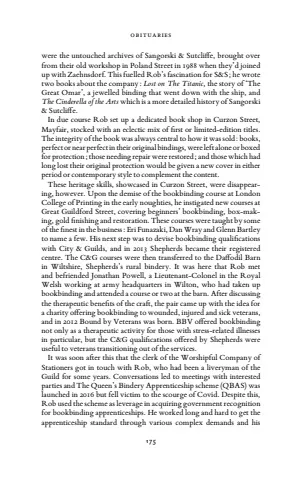 OBITUARIES
were the untouched archives of Sangorski & Sutcliffe, brought over
from their old workshop in Poland Street in 1988 when they'd joined
up with Zaehnsdorf. This fuelled Rob's fascination for S&S; he wrote
two books about the company: Lost on The Titanic, the story of 'The
Great Omar', a jewelled binding that went down with the ship, and
The Cinderella of the Arts which is a more detailed history of Sangorski
& Sutcliffe.
In due course Rob set up a dedicated book shop in Curzon Street,
Mayfair, stocked with an eclectic mix of first or limited-edition titles.
The integrity of the book was always central to how it was sold: books,
perfect or near perfect in their original bindings, were left alone or boxed
for protection; those needing repair were restored; and those which had
long lost their original protection would be given a new cover in either
period or contemporary style to complement the content.
These heritage skills, showcased in Curzon Street, were disappear-
ing, however. Upon the demise of the bookbinding course at London
College of Printing in the early noughties, he instigated new courses at
Great Guildford Street, covering beginners' bookbinding, box-mak-
ing, gold finishing and restoration. These courses were taught by some
of the finest in the business: Eri Funazaki, Dan Wray and Glenn Bartley
to name a few. His next step was to devise bookbinding qualifications
with City & Guilds, and in 2013 Shepherds became their registered
centre. The C&G courses were then transferred to the Daffodil Barn
in Wiltshire, Shepherds's rural bindery. It was here that Rob met
and befriended Jonathan Powell, a Lieutenant-Colonel in the Royal
Welsh working at army headquarters in Wilton, who had taken up
bookbinding and attended a course or two at the barn. After discussing
the therapeutic benefits of the craft, the pair came up with the idea for
a charity offering bookbinding to wounded, injured and sick veterans,
and in 2012 Bound by Veterans was born. BBV offered bookbinding
not only as a therapeutic activity for those with stress-related illnesses
in particular, but the C&G qualifications offered by Shepherds were
useful to veterans transitioning out of the services.
It was soon after this that the clerk of the Worshipful Company of
Stationers got in touch with Rob, who had been a liveryman of the
Guild for some years. Conversations led to meetings with interested
parties and The Queen's Bindery Apprenticeship scheme (QBAS) was
launched in 2016 but fell victim to the scourge of Covid. Despite this,
Rob used the scheme as leverage in acquiring government recognition
for bookbinding apprenticeships. He worked long and hard to get the
apprenticeship standard through various complex demands and his
175